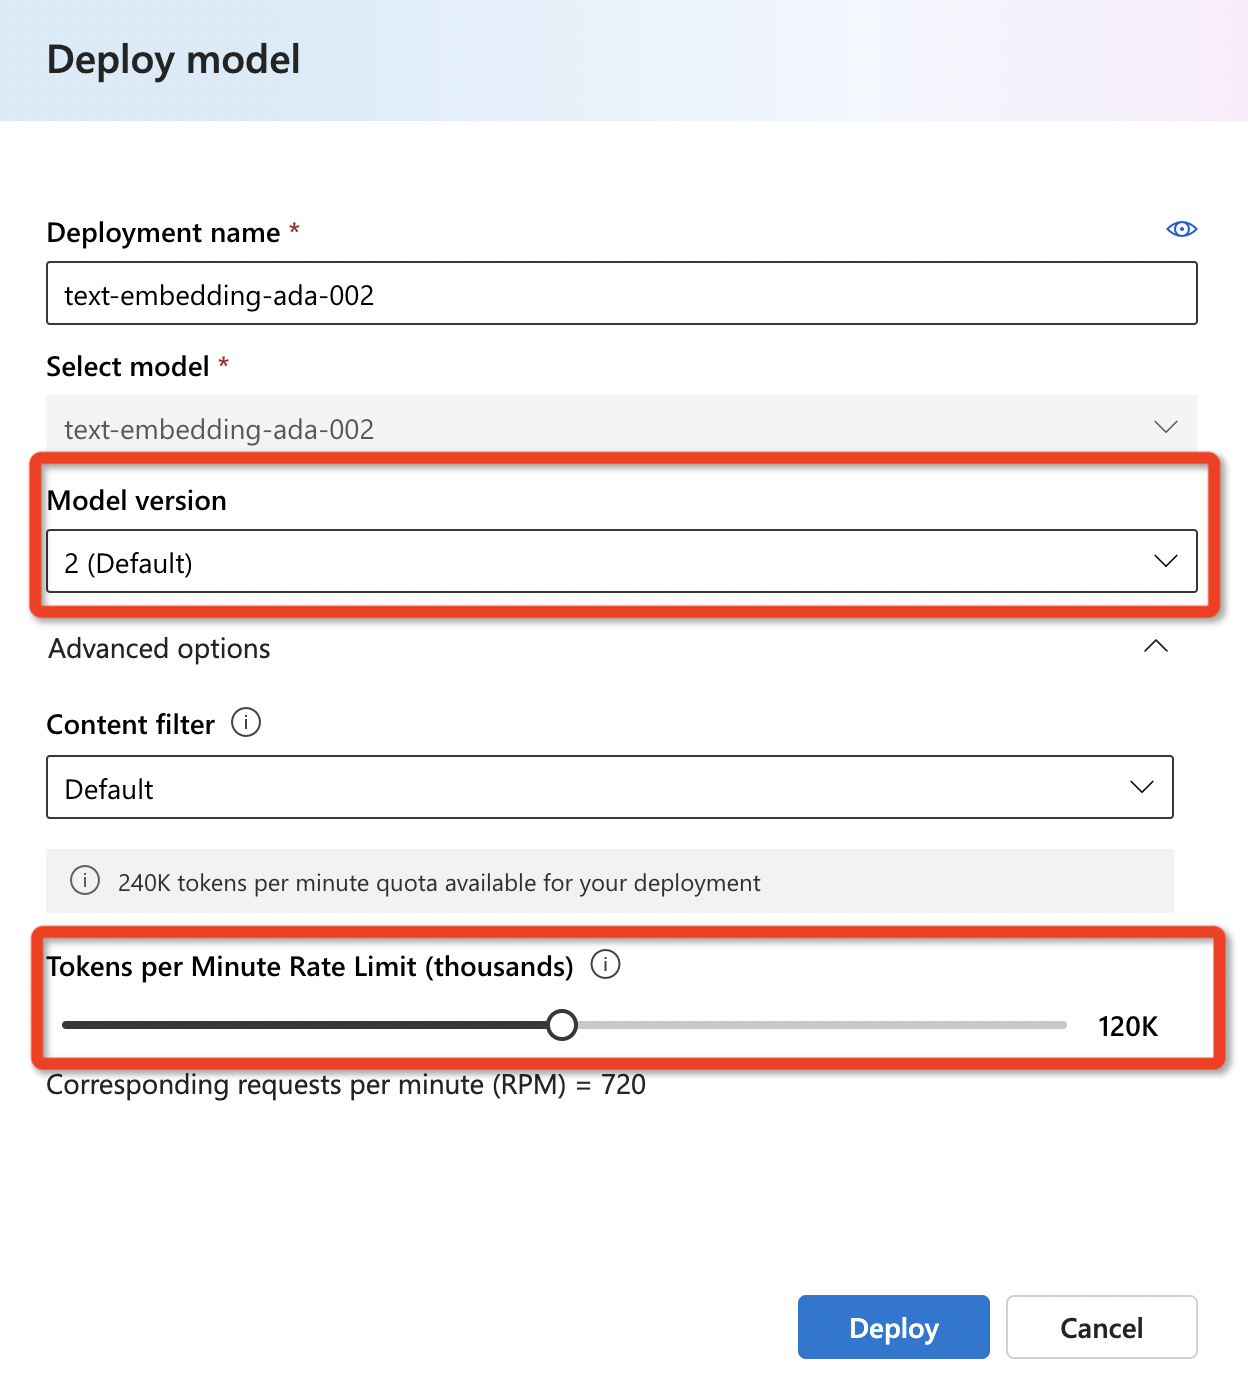 Deploy model
Deployment name *
text-embedding-ada-002
Select model *
text-embedding-ada-002
Model version
2 (Default)
Advanced options
Content filter
Default
240K tokens per minute quota available for your deployment
Tokens per Minute Rate Limit (thousands)
120K
Corresponding requests per minute (RPM) = 720
Deploy Cancel